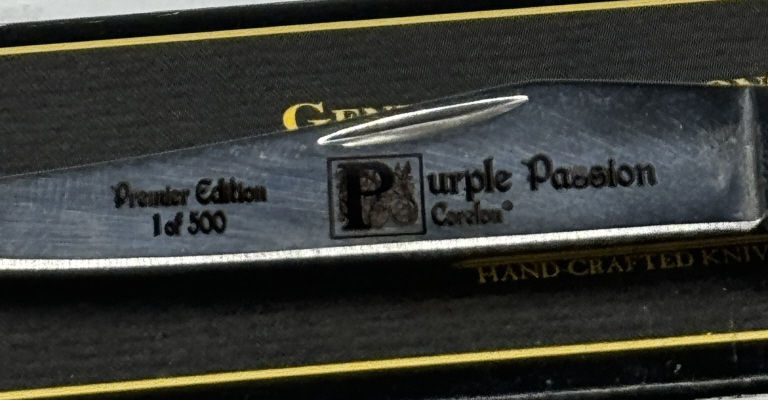 Premier Edition
1 of 500
Purple Passion
Corelon®
HAND CRAFTED KNIV